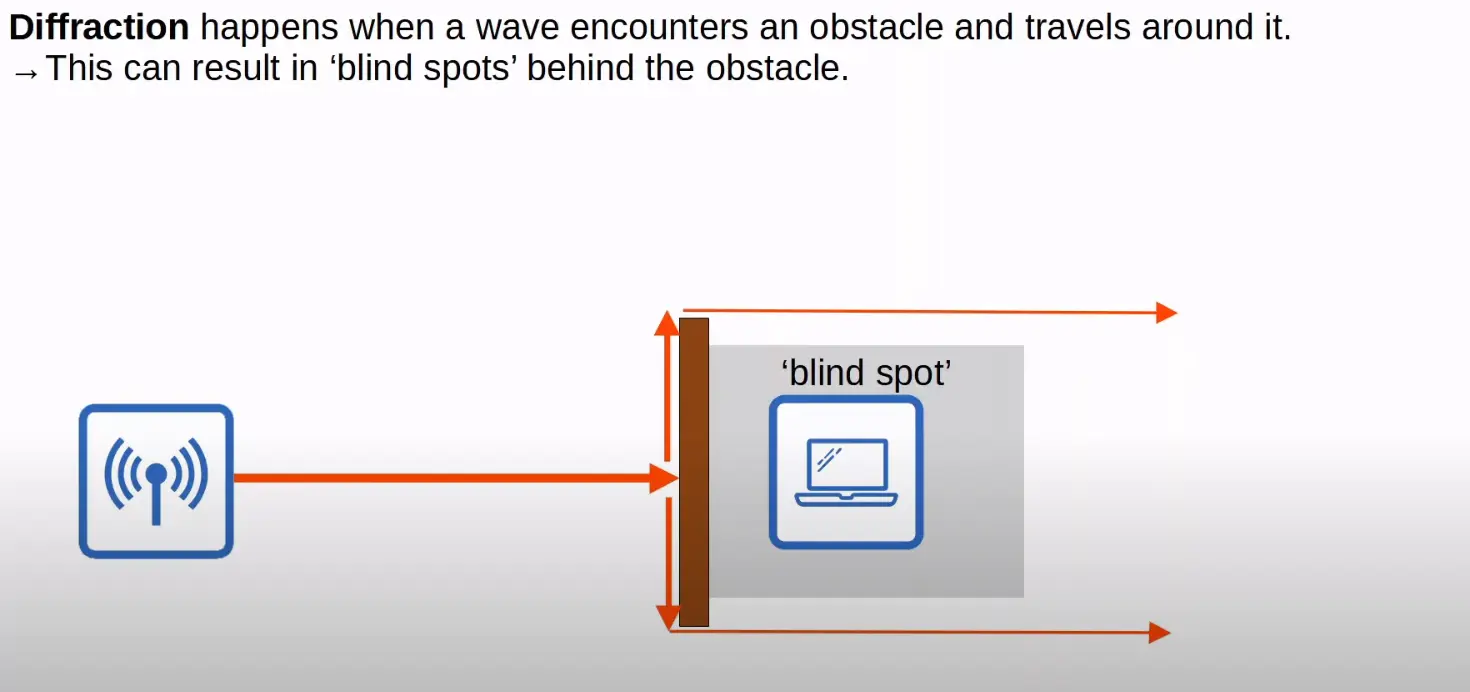 Diffraction happens when a wave encounters an obstacle and travels around it.
→ This can result in ‘blind spots’ behind the obstacle.
‘blind spot’